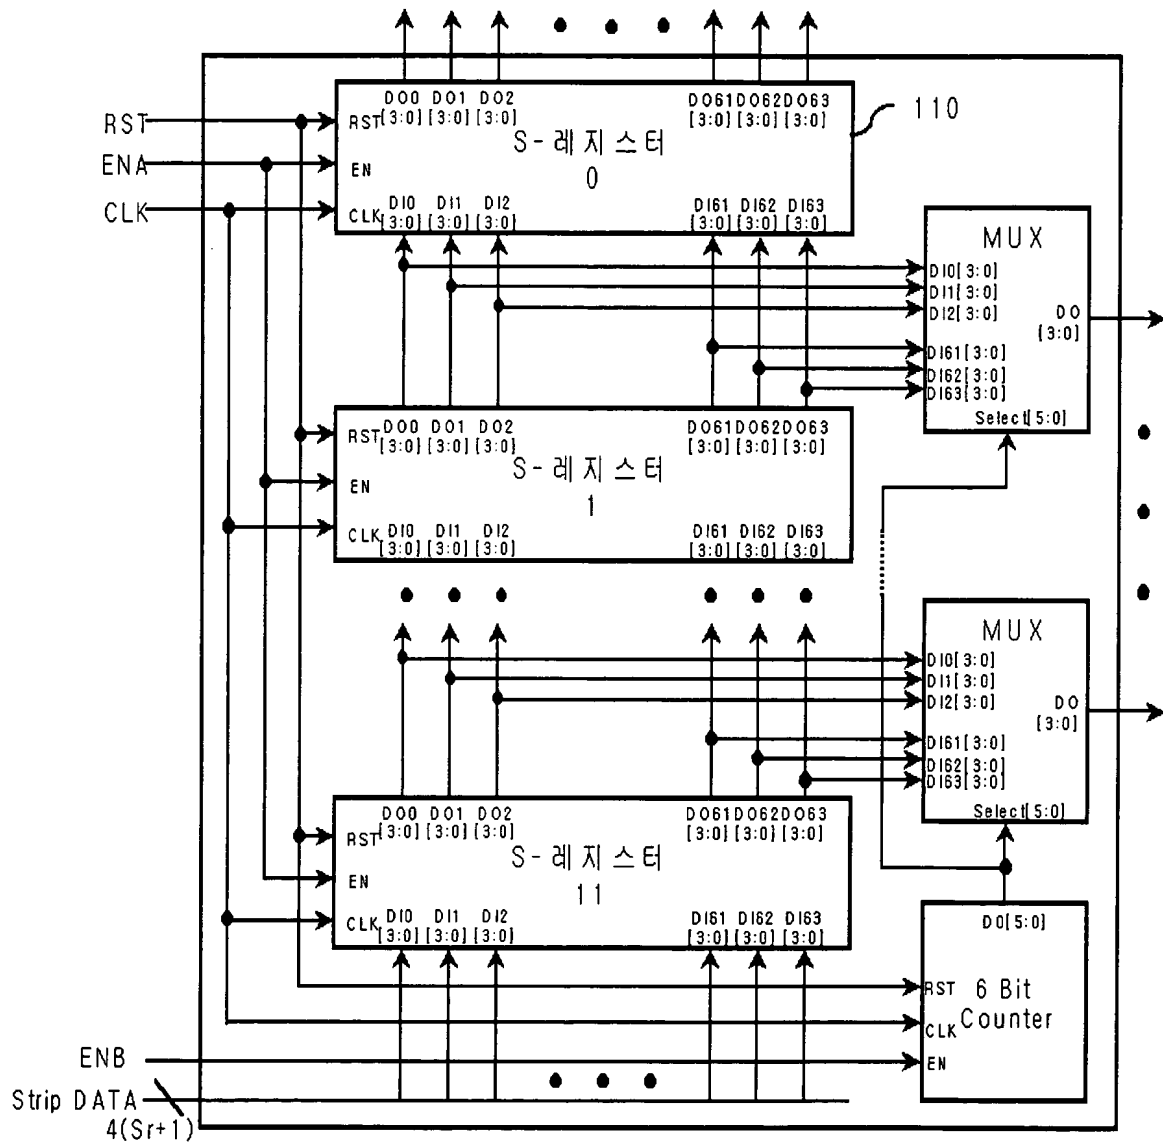 RST
ENA
CLK
110
DO0 DO1 DO2 DO61 DO62 DO63
[3:0] [3:0] [3:0] [3:0] [3:0] [3:0]
RST
S-레지스터
0
EN
CLK
DI0 DI1 DI2 DI61 DI62 DI63
[3:0] [3:0] [3:0] [3:0] [3:0] [3:0]
MUX
DI0[3:0]
DI1[3:0]
DI2[3:0]
DO
[3:0]
DI61[3:0]
DI62[3:0]
DI63[3:0]
Select[5:0]
DO0 DO1 DO2 DO61 DO62 DO63
[3:0] [3:0] [3:0] [3:0] [3:0] [3:0]
RST
S-레지스터
1
EN
CLK
DI0 DI1 DI2 DI61 DI62 DI63
[3:0] [3:0] [3:0] [3:0] [3:0] [3:0]
MUX
DI0[3:0]
DI1[3:0]
DI2[3:0]
DO
[3:0]
DI61[3:0]
DI62[3:0]
DI63[3:0]
Select[5:0]
DO0 DO1 DO2 DO61 DO62 DO63
[3:0] [3:0] [3:0] [3:0] [3:0] [3:0]
RST
S-레지스터
11
EN
CLK
DI0 DI1 DI2 DI61 DI62 DI63
[3:0] [3:0] [3:0] [3:0] [3:0] [3:0]
DO[5:0]
RST
6 Bit
Counter
CLK
EN
ENB
Strip DATA
4(Sr+1)